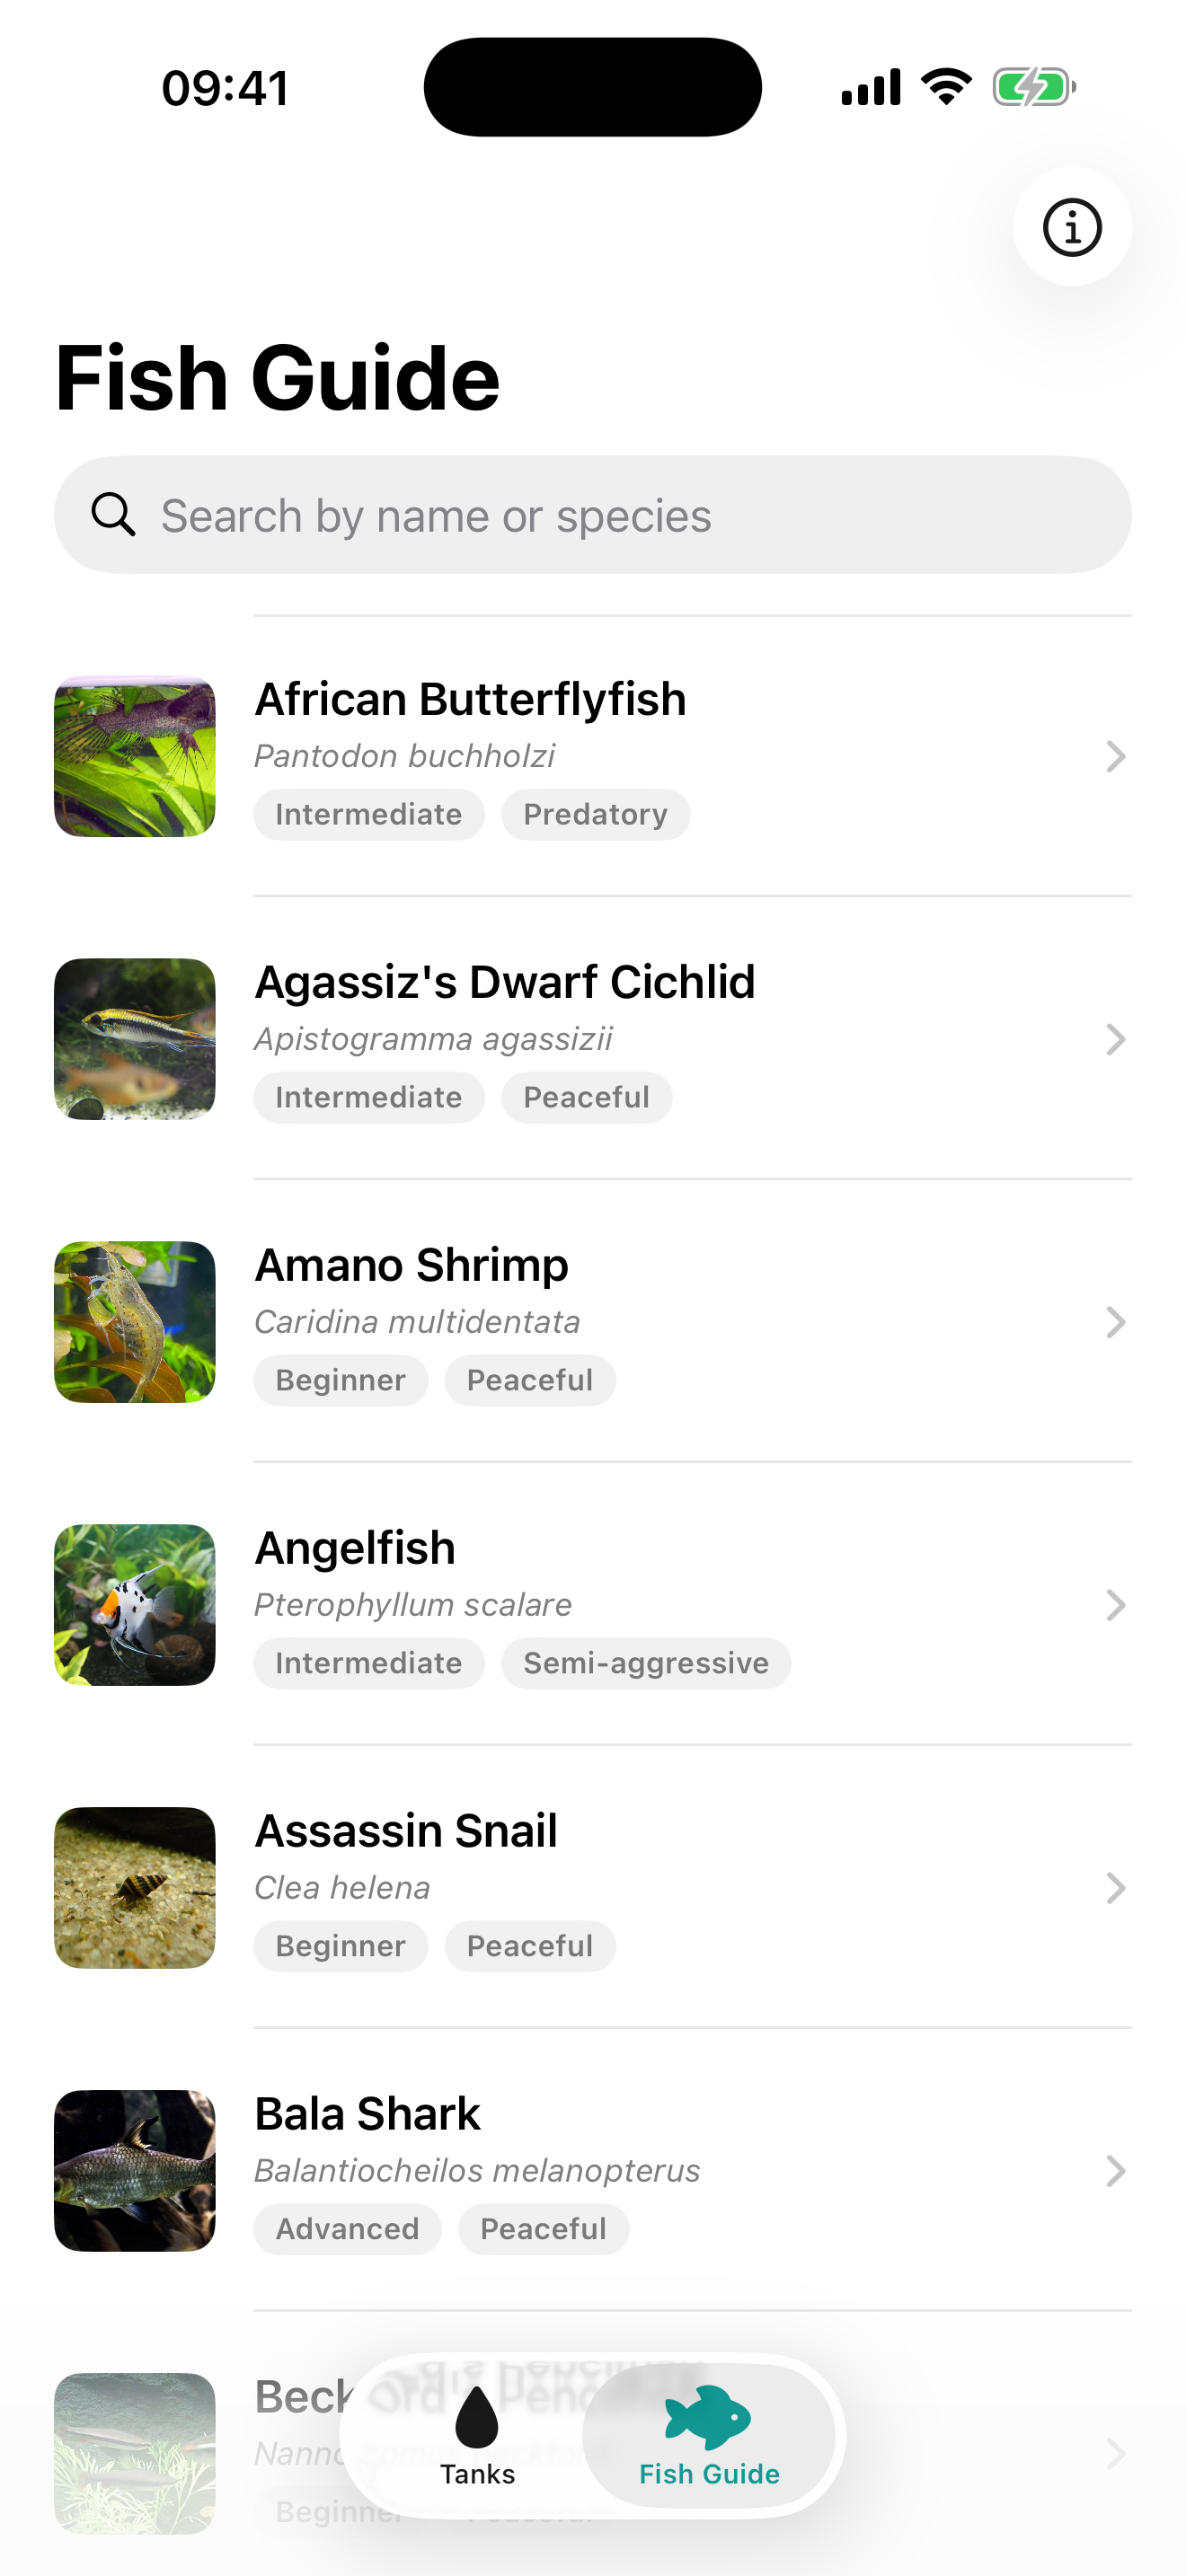 09:41
Fish Guide
Search by name or species
African Butterflyfish
Pantodon buchholzi
Intermediate Predatory
Agassiz's Dwarf Cichlid
Apistogramma agassizii
Intermediate Peaceful
Amano Shrimp
Caridina multidentata
Beginner Peaceful
Angelfish
Pterophyllum scalare
Intermediate Semi-aggressive
Assassin Snail
Clea helena
Beginner Peaceful
Bala Shark
Balantiocheilos melanopterus
Advanced Peaceful
Beginner
Tanks Fish Guide